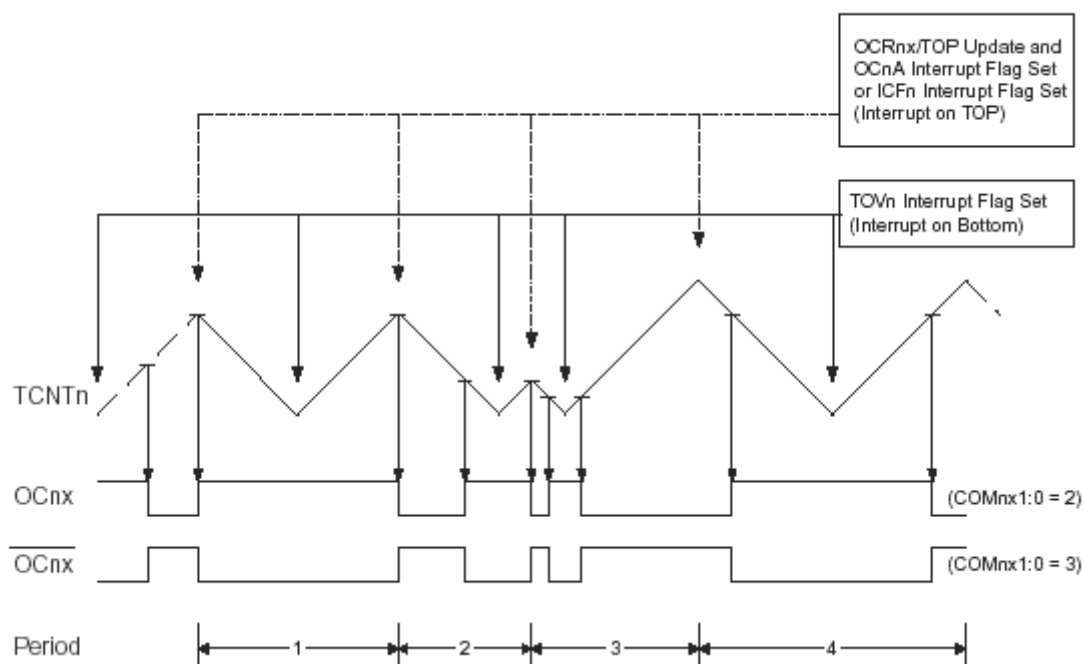 OCRnx/TOP Update and
OCnA Interrupt Flag Set
or ICFn Interrupt Flag Set
(Interrupt on TOP)
TOVn Interrupt Flag Set
(Interrupt on Bottom)
TCNTn
OCnx
(COMnx1:0 = 2)
OCnx
(COMnx1:0 = 3)
Period
1
2
3
4